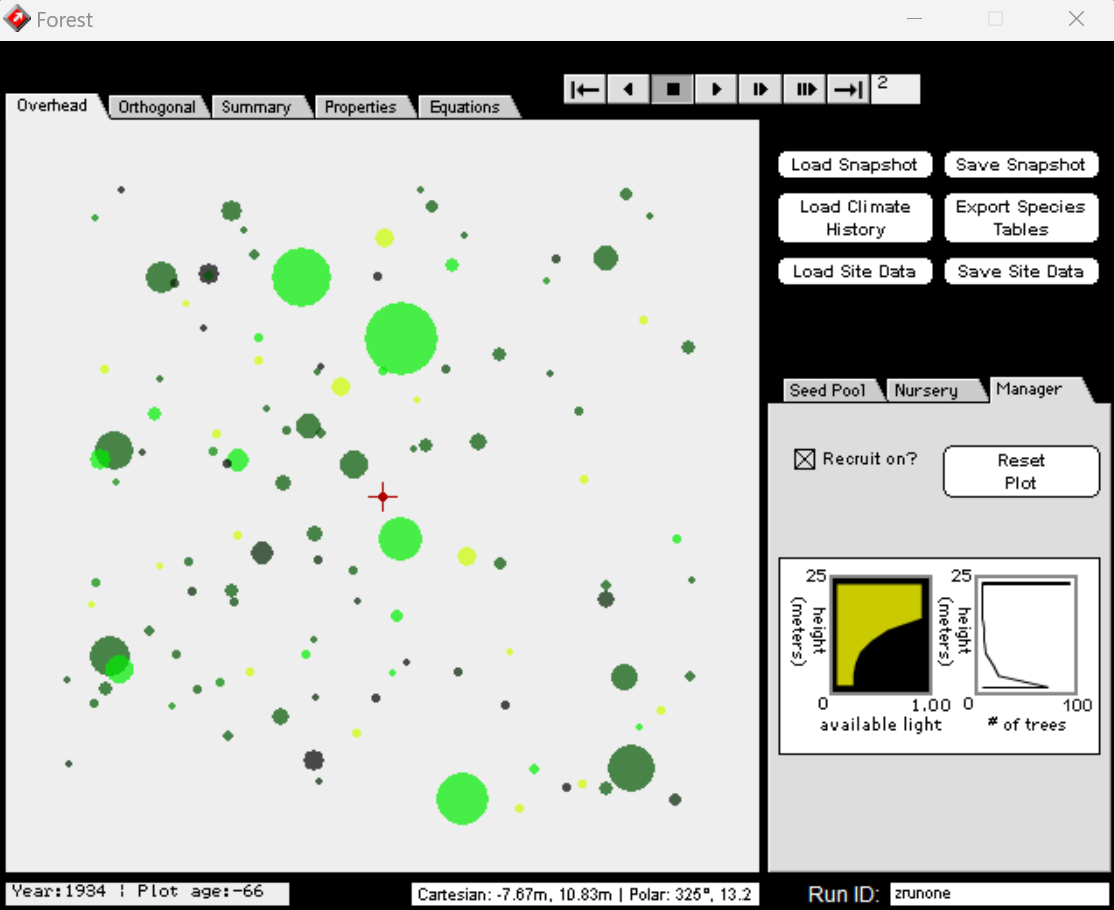 Forest
2
Overhead
Orthogonal
Summary
Properties
Equations
Load Snapshot
Save Snapshot
Load Climate
History
Export Species
Tables
Load Site Data
Save Site Data
Seed Pool
Nursery
Manager
Recruit on?
Reset
Plot
25
height
(meters)
0
1.00
available light
25
height
(meters)
0
100
# of trees
Year:1934 ¦ Plot age:-66
Cartesian: -7.67m, 10.83m | Polar: 325°, 13.2
Run ID:
zrunone